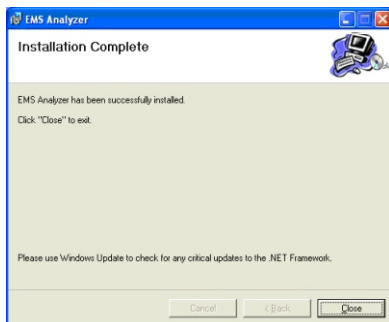 EMS Analyzer
Installation Complete
EMS Analyzer has been successfully installed.
Click "Close" to exit.
Please use Windows Update to check for any critical updates to the .NET Framework.
Cancel < Back Close